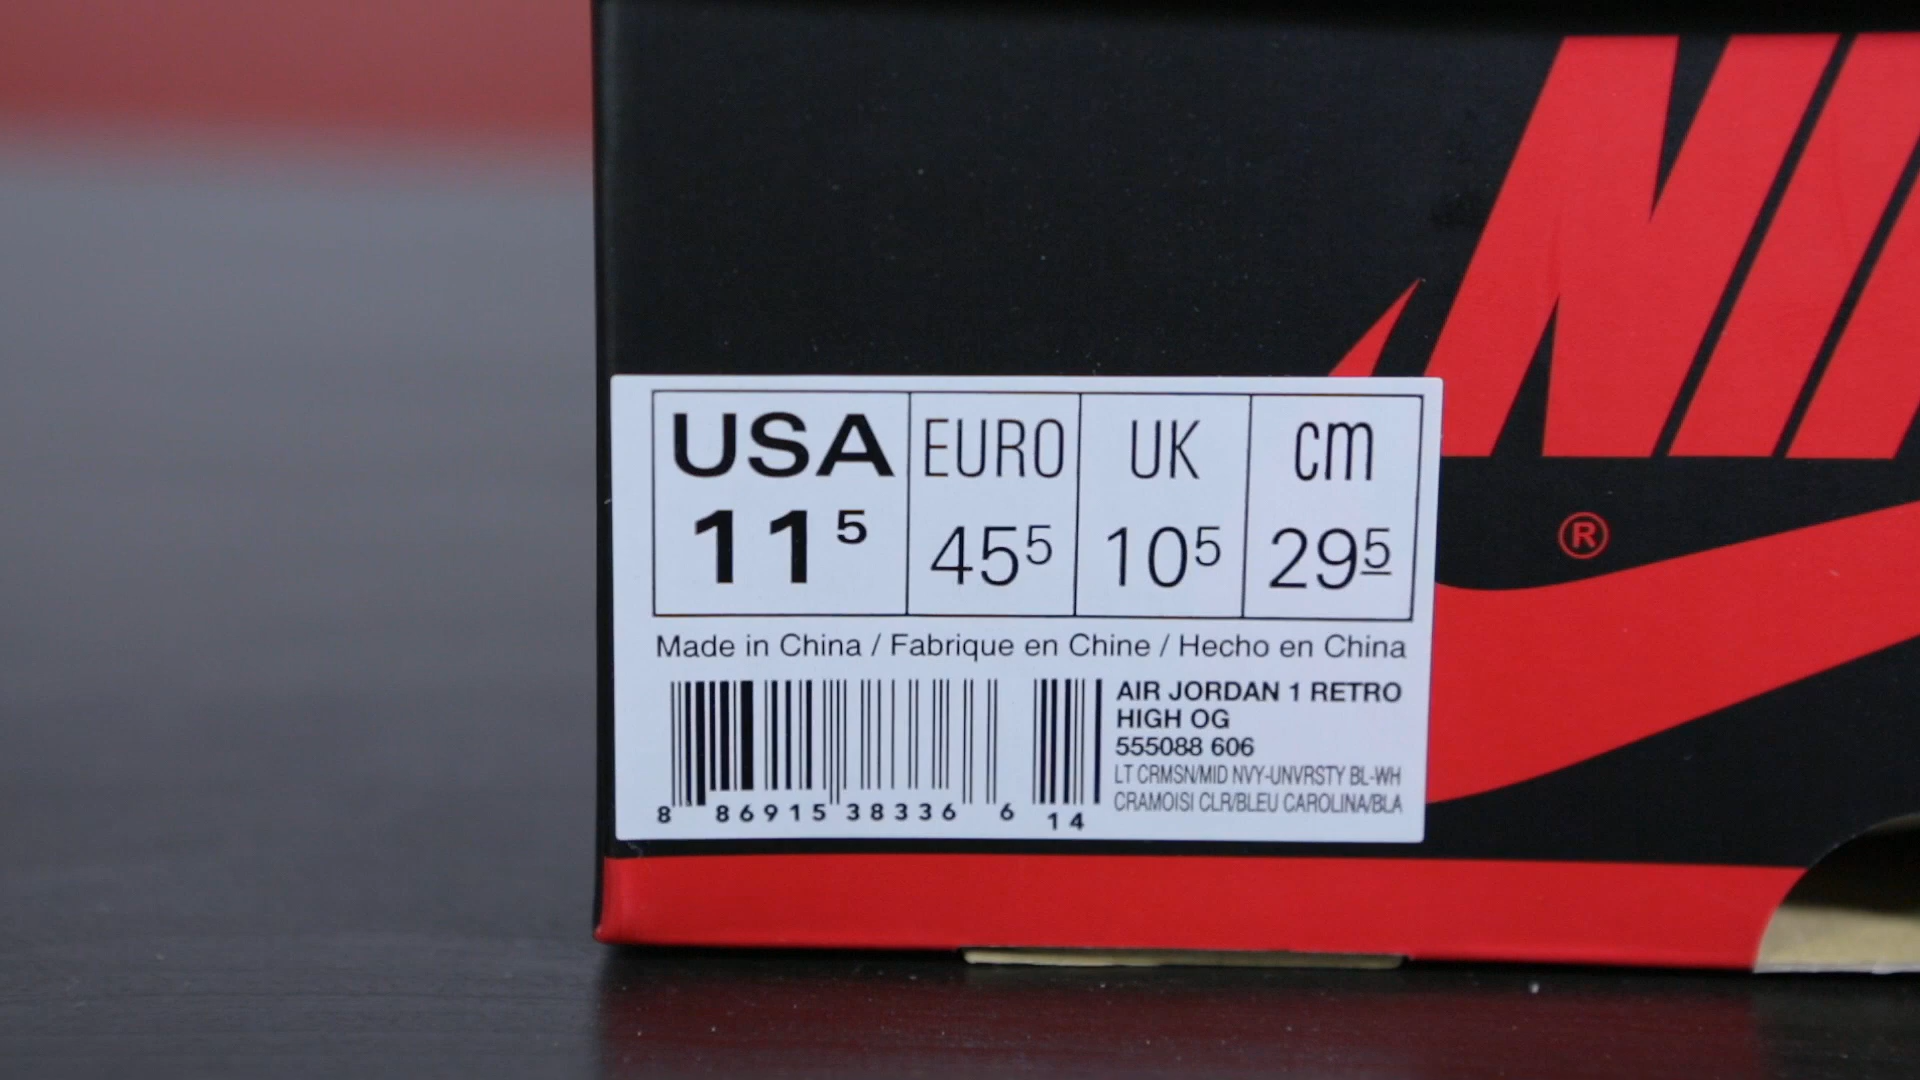 NI
®
USA EURO UK cm
11⁵ 45⁵ 10⁵ 29⁵
Made in China / Fabrique en Chine / Hecho en China
AIR JORDAN 1 RETRO
HIGH OG
555088 606
LT CRMSN/MID NVY-UNVRSTY BL-WH
CRAMOISI CLR/BLEU CAROLINA/BLA
8 86915 38336 6 14